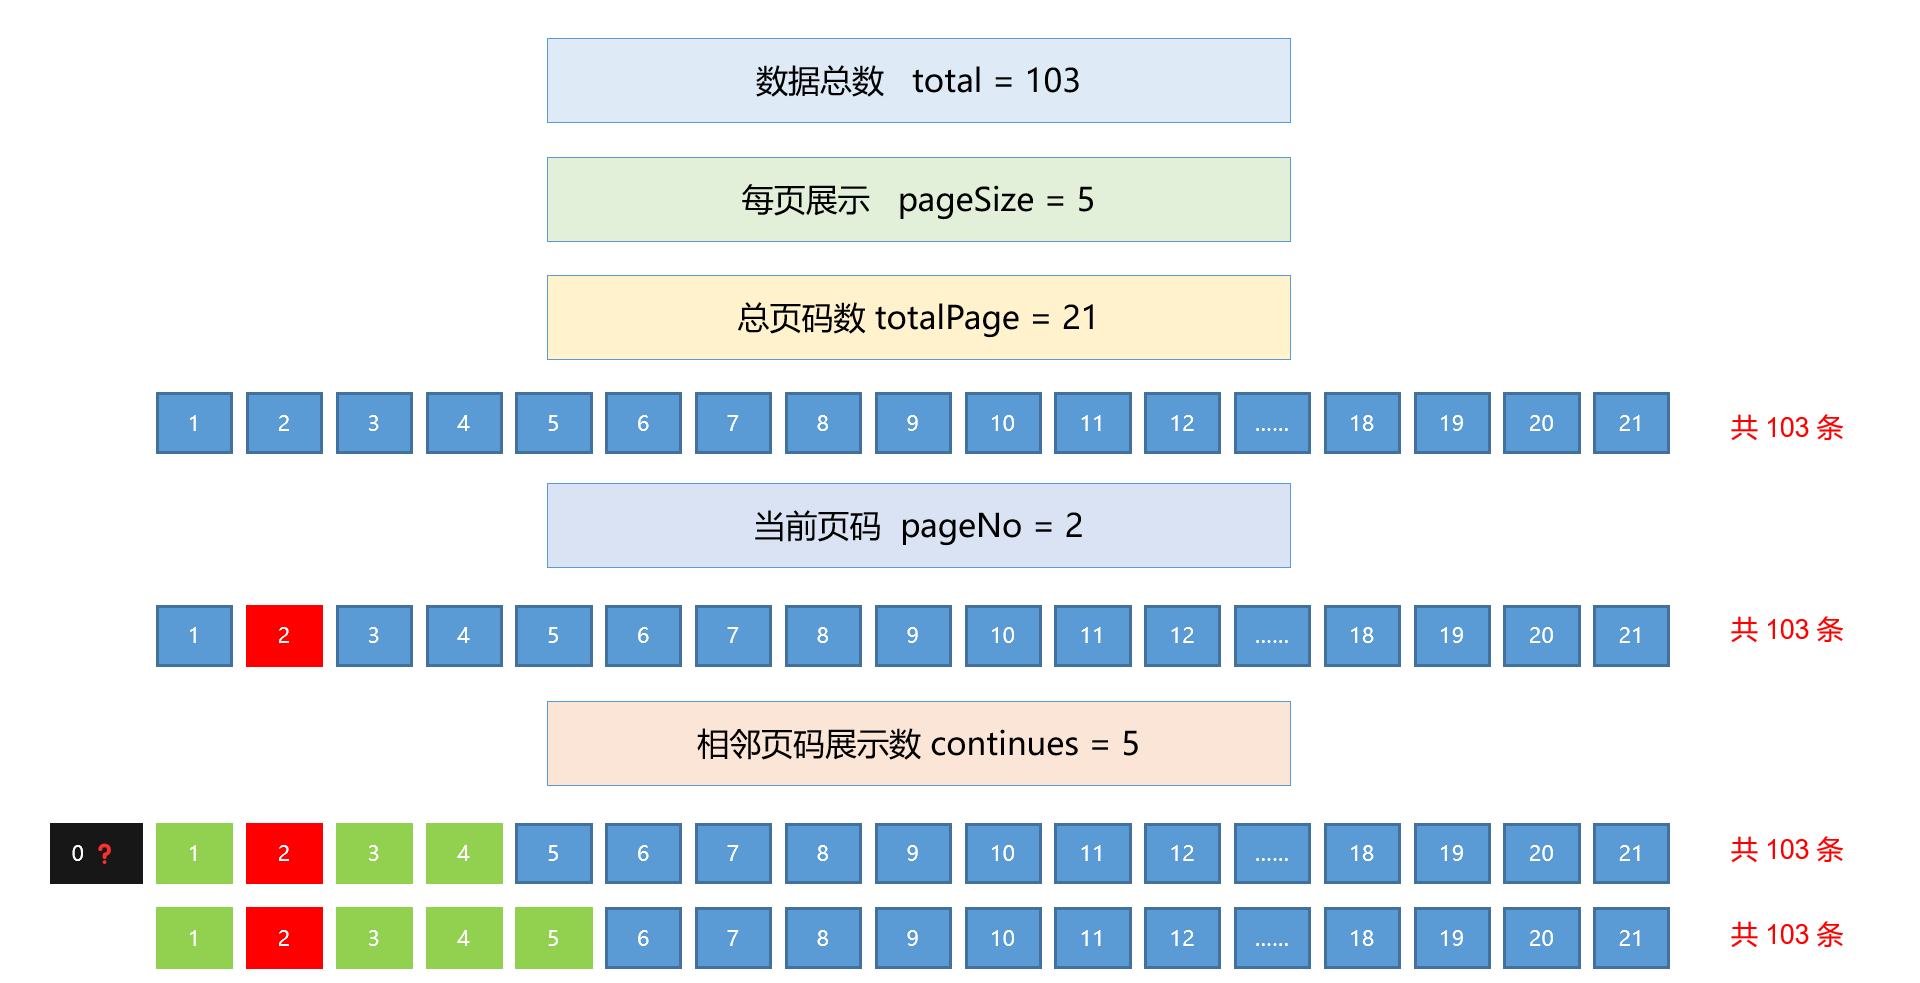 数据总数 total = 103
每页展示 pageSize = 5
总页码数 totalPage = 21
1 2 3 4 5 6 7 8 9 10 11 12 …… 18 19 20 21 共 103 条
当前页码 pageNo = 2
1 2 3 4 5 6 7 8 9 10 11 12 …… 18 19 20 21 共 103 条
相邻页码展示数 continues = 5
0 ❓ 1 2 3 4 5 6 7 8 9 10 11 12 …… 18 19 20 21 共 103 条
1 2 3 4 5 6 7 8 9 10 11 12 …… 18 19 20 21 共 103 条